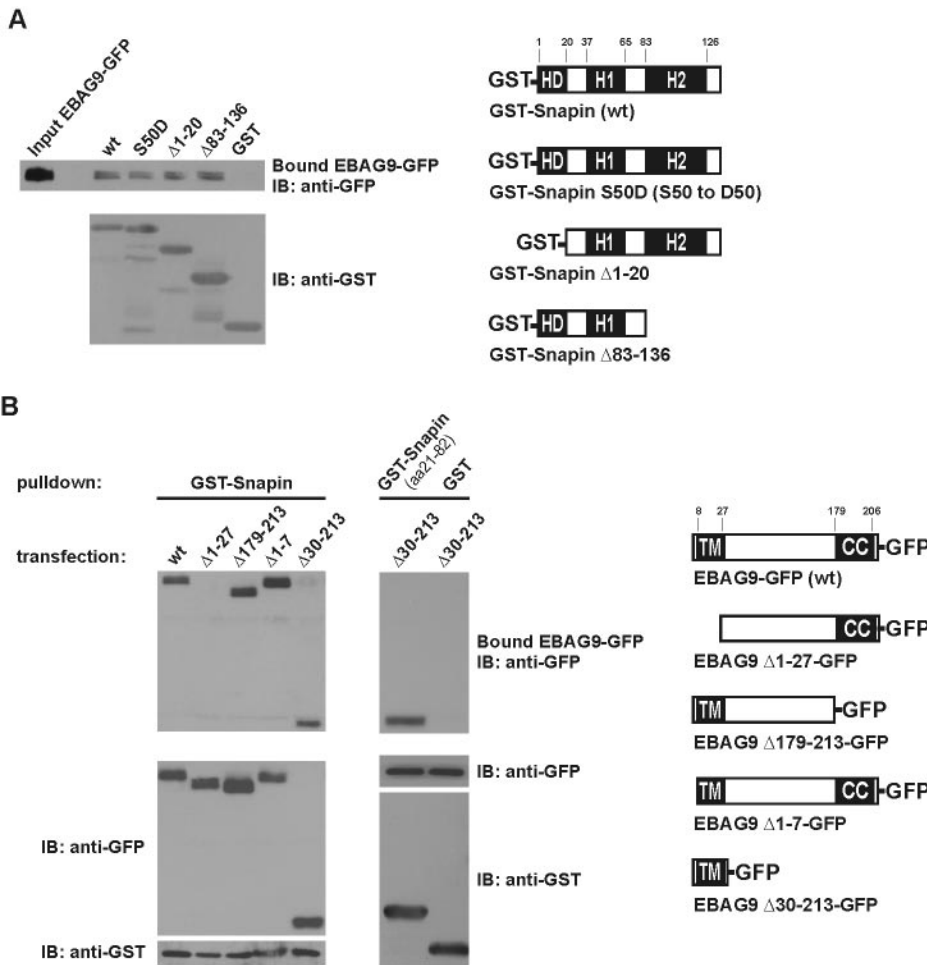 A
Input EBAG9-GFP
wt
S50D
Δ1-20
Δ83-136
GST
Bound EBAG9-GFP
IB: anti-GFP
IB: anti-GST
1 20 37 65 83 126
GST HD H1 H2
GST-Snapin (wt)
GST HD H1 H2
GST-Snapin S50D (S50 to D50)
GST H1 H2
GST-Snapin Δ1-20
GST HD H1
GST-Snapin Δ83-136
B
pulldown:
GST-Snapin
GST-Snapin
(aa21-82)
GST
transfection:
wt
Δ1-27
Δ179-213
Δ1-7
Δ30-213
Δ30-213
Δ30-213
Bound EBAG9-GFP
IB: anti-GFP
IB: anti-GFP
IB: anti-GFP
IB: anti-GST
IB: anti-GST
8 27 179 206
TM CC GFP
EBAG9-GFP (wt)
CC GFP
EBAG9 Δ1-27-GFP
TM GFP
EBAG9 Δ179-213-GFP
TM CC GFP
EBAG9 Δ1-7-GFP
TM GFP
EBAG9 Δ30-213-GFP